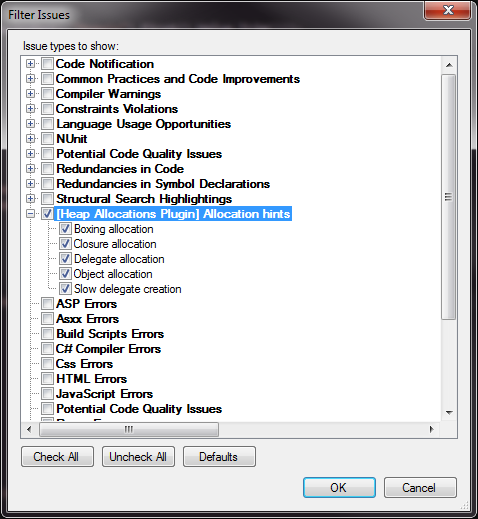 Filter Issues
Issue types to show:
Code Notification
Common Practices and Code Improvements
Compiler Warnings
Constraints Violations
Language Usage Opportunities
NUnit
Potential Code Quality Issues
Redundancies in Code
Redundancies in Symbol Declarations
Structural Search Highlightings
[Heap Allocations Plugin] Allocation hints
Boxing allocation
Closure allocation
Delegate allocation
Object allocation
Slow delegate creation
ASP Errors
Asxx Errors
Build Scripts Errors
C# Compiler Errors
Css Errors
HTML Errors
JavaScript Errors
Potential Code Quality Issues
Check All
Uncheck All
Defaults
OK
Cancel